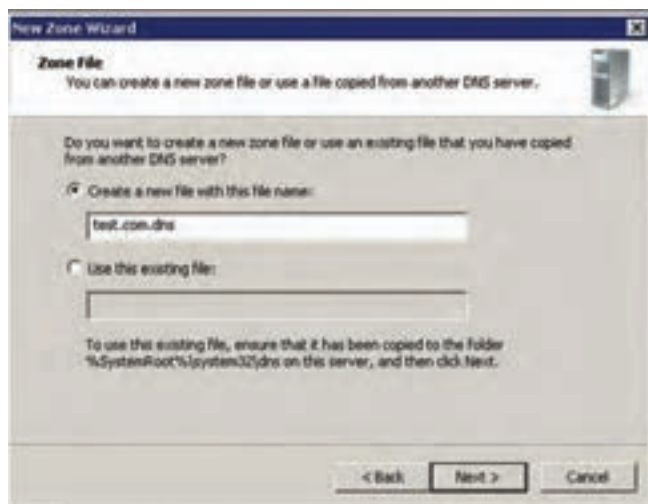 New Zone Wizard
Zone File
You can create a new zone file or use a file copied from another DNS server.
Do you want to create a new zone file or use an existing file that you have copied
from another DNS server?
Create a new file with this file name:
test.com.dns
Use this existing file:
To use this existing file, ensure that it has been copied to the folder
%SystemRoot%\system32\dns on this server, and then click Next.
< Back
Next >
Cancel